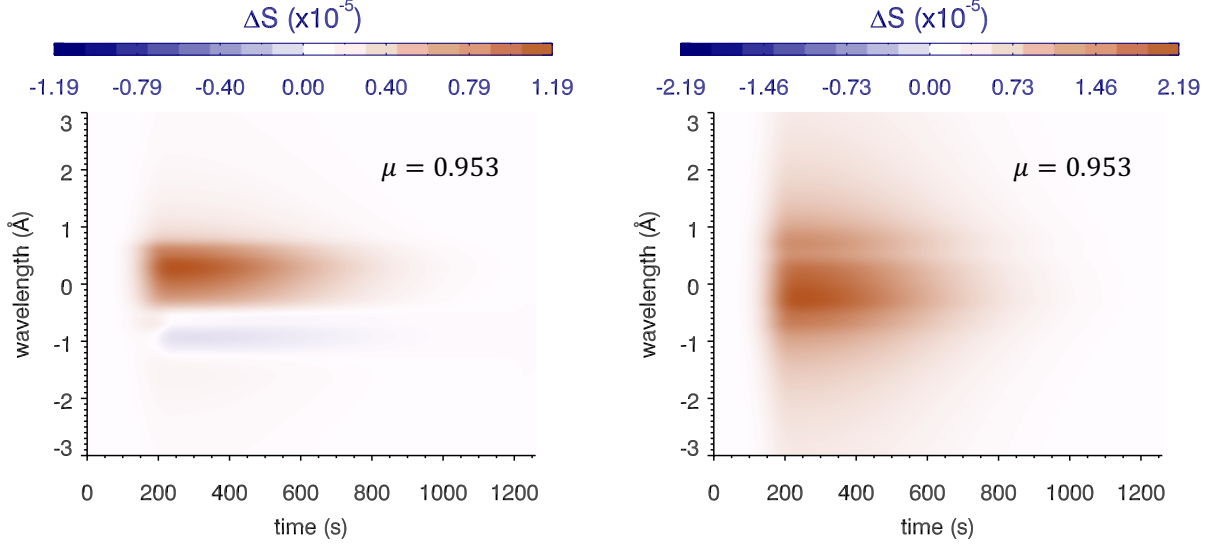 ΔS (x10⁻⁵)
-1.19 -0.79 -0.40 0.00 0.40 0.79 1.19
μ = 0.953
3
2
1
0
-1
-2
-3
wavelength (Å)
0 200 400 600 800 1000 1200
time (s)
ΔS (x10⁻⁵)
-2.19 -1.46 -0.73 0.00 0.73 1.46 2.19
μ = 0.953
3
2
1
0
-1
-2
-3
wavelength (Å)
0 200 400 600 800 1000 1200
time (s)